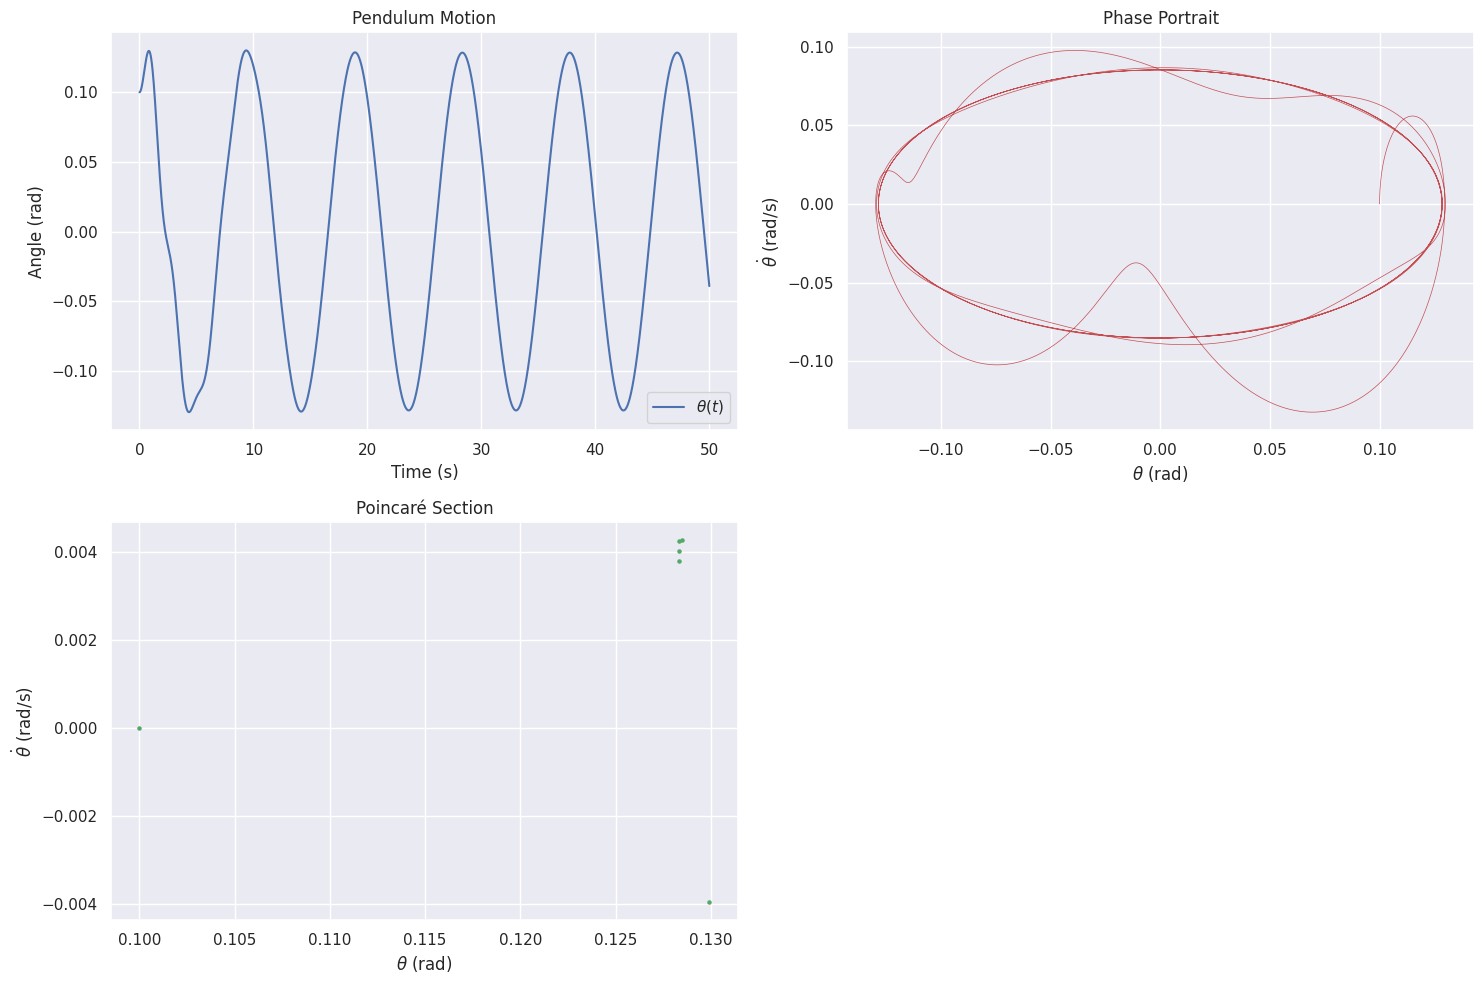 Pendulum Motion
Angle (rad)
0.10
0.05
0.00
−0.05
−0.10
θ(t)
0 10 20 30 40 50
Time (s)
Phase Portrait
θ̇ (rad/s)
0.10
0.05
0.00
−0.05
−0.10
−0.10 −0.05 0.00 0.05 0.10
θ (rad)
Poincaré Section
θ̇ (rad/s)
0.004
0.002
0.000
−0.002
−0.004
0.100 0.105 0.110 0.115 0.120 0.125 0.130
θ (rad)